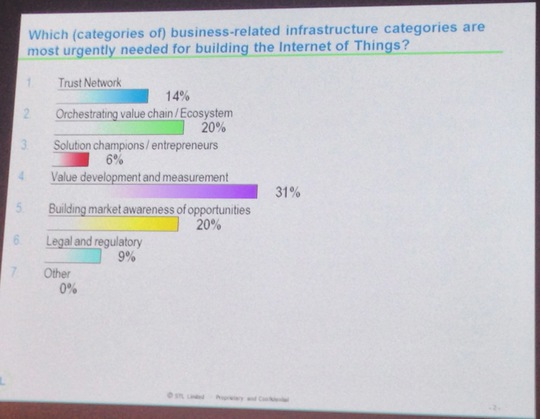 Which (categories of) business-related infrastructure categories are
most urgently needed for building the Internet of Things?
1. Trust Network
14%
2. Orchestrating value chain / Ecosystem
20%
3. Solution champions / entrepreneurs
6%
4. Value development and measurement
31%
5. Building market awareness of opportunities
20%
6. Legal and regulatory
9%
7. Other
0%
© STL Limited - Proprietary and Confidential
- 2 -